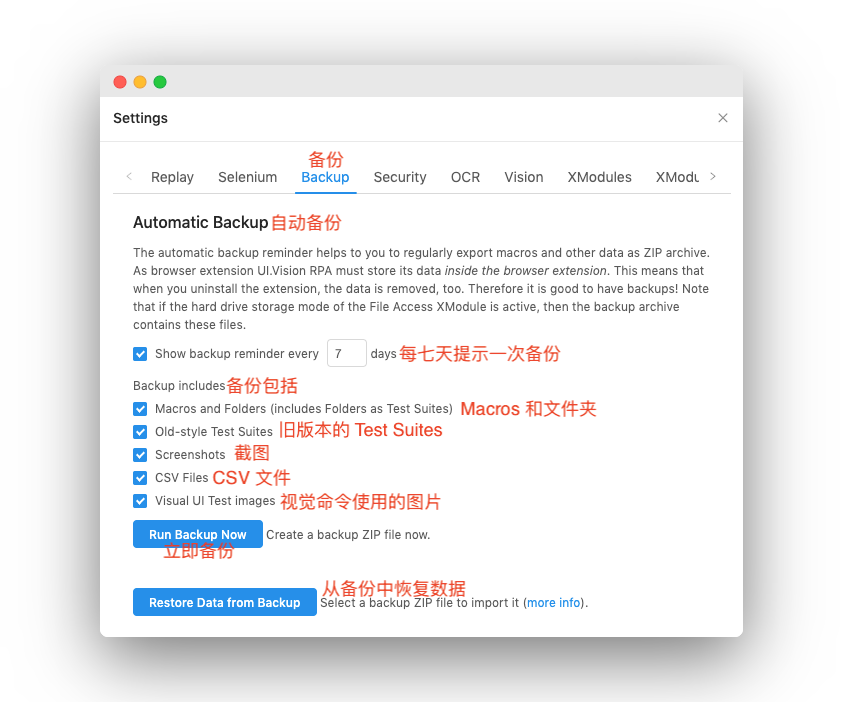 Settings
备份
Replay Selenium Backup Security OCR Vision XModules XModu
Automatic Backup 自动备份
The automatic backup reminder helps to you to regularly export macros and other data as ZIP archive.
As browser extension UI.Vision RPA must store its data inside the browser extension. This means that
when you uninstall the extension, the data is removed, too. Therefore it is good to have backups! Note
that if the hard drive storage mode of the File Access XModule is active, then the backup archive
contains these files.
Show backup reminder every 7 days 每七天提示一次备份
Backup includes 备份包括
Macros and Folders (includes Folders as Test Suites) Macros 和文件夹
Old-style Test Suites 旧版本的 Test Suites
Screenshots 截图
CSV Files CSV 文件
Visual UI Test images 视觉命令使用的图片
Run Backup Now Create a backup ZIP file now.
立即备份
从备份中恢复数据
Restore Data from Backup Select a backup ZIP file to import it (more info).